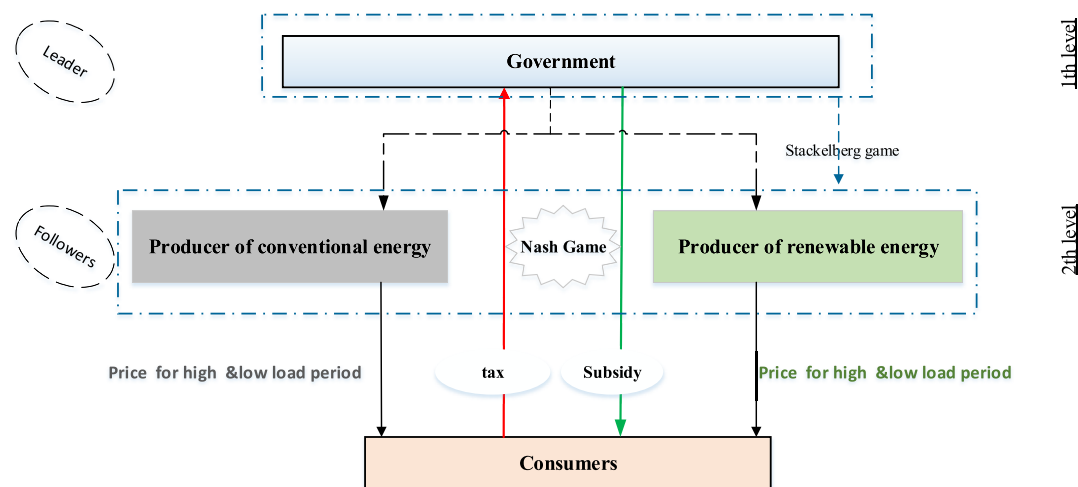 Leader
Government
1th level
Stackelberg game
Followers
Producer of conventional energy
Nash Game
Producer of renewable energy
2th level
Price for high &low load period
tax
Subsidy
Price for high &low load period
Consumers